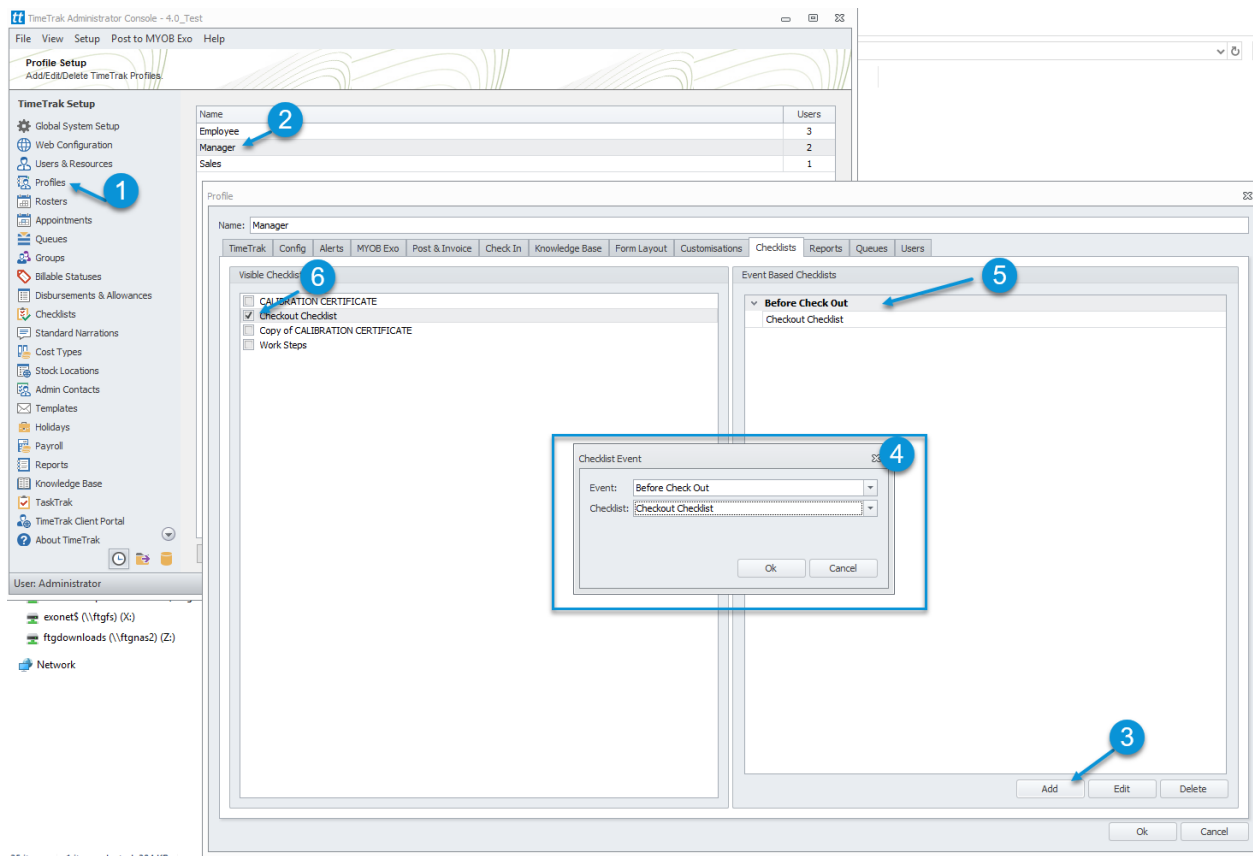 tt TimeTrak Administrator Console - 4.0_Test
File View Setup Post to MYOB Exo Help
Profile Setup
Add/Edit/Delete TimeTrak Profiles.
TimeTrak Setup
Global System Setup
Web Configuration
Users & Resources
Profiles
1
Rosters
Appointments
Queues
Groups
Billable Statuses
Disbursements & Allowances
Checklists
Standard Narrations
Cost Types
Stock Locations
Admin Contacts
Templates
Holidays
Payroll
Reports
Knowledge Base
TaskTrak
TimeTrak Client Portal
About TimeTrak
User: Administrator
exonet$ (\\ftgfs) (X:)
ftgdownloads (\\ftgnas2) (Z:)
Network
Name Users
2
Employee 3
Manager 2
Sales 1
Profile
Name: Manager
TimeTrak Config Alerts MYOB Exo Post & Invoice Check In Knowledge Base Form Layout Customisations Checklists Reports Queues Users
Visible Checklis
6
CALIBRATION CERTIFICATE
Checkout Checklist
Copy of CALIBRATION CERTIFICATE
Work Steps
Event Based Checklists
5
Before Check Out
Checkout Checklist
Checklist Event
4
Event: Before Check Out
Checklist: Checkout Checklist
Ok Cancel
3
Add Edit Delete
Ok Cancel